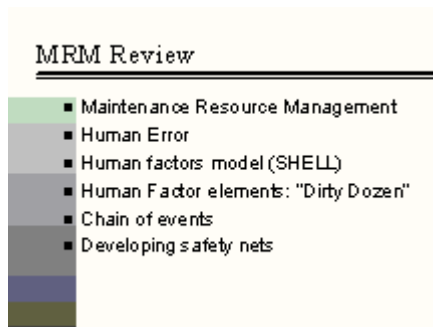 MRM Review
Maintenance Resource Management
Human Error
Human factors model (SHELL)
Human Factor elements: "Dirty Dozen"
Chain of events
Developing safety nets